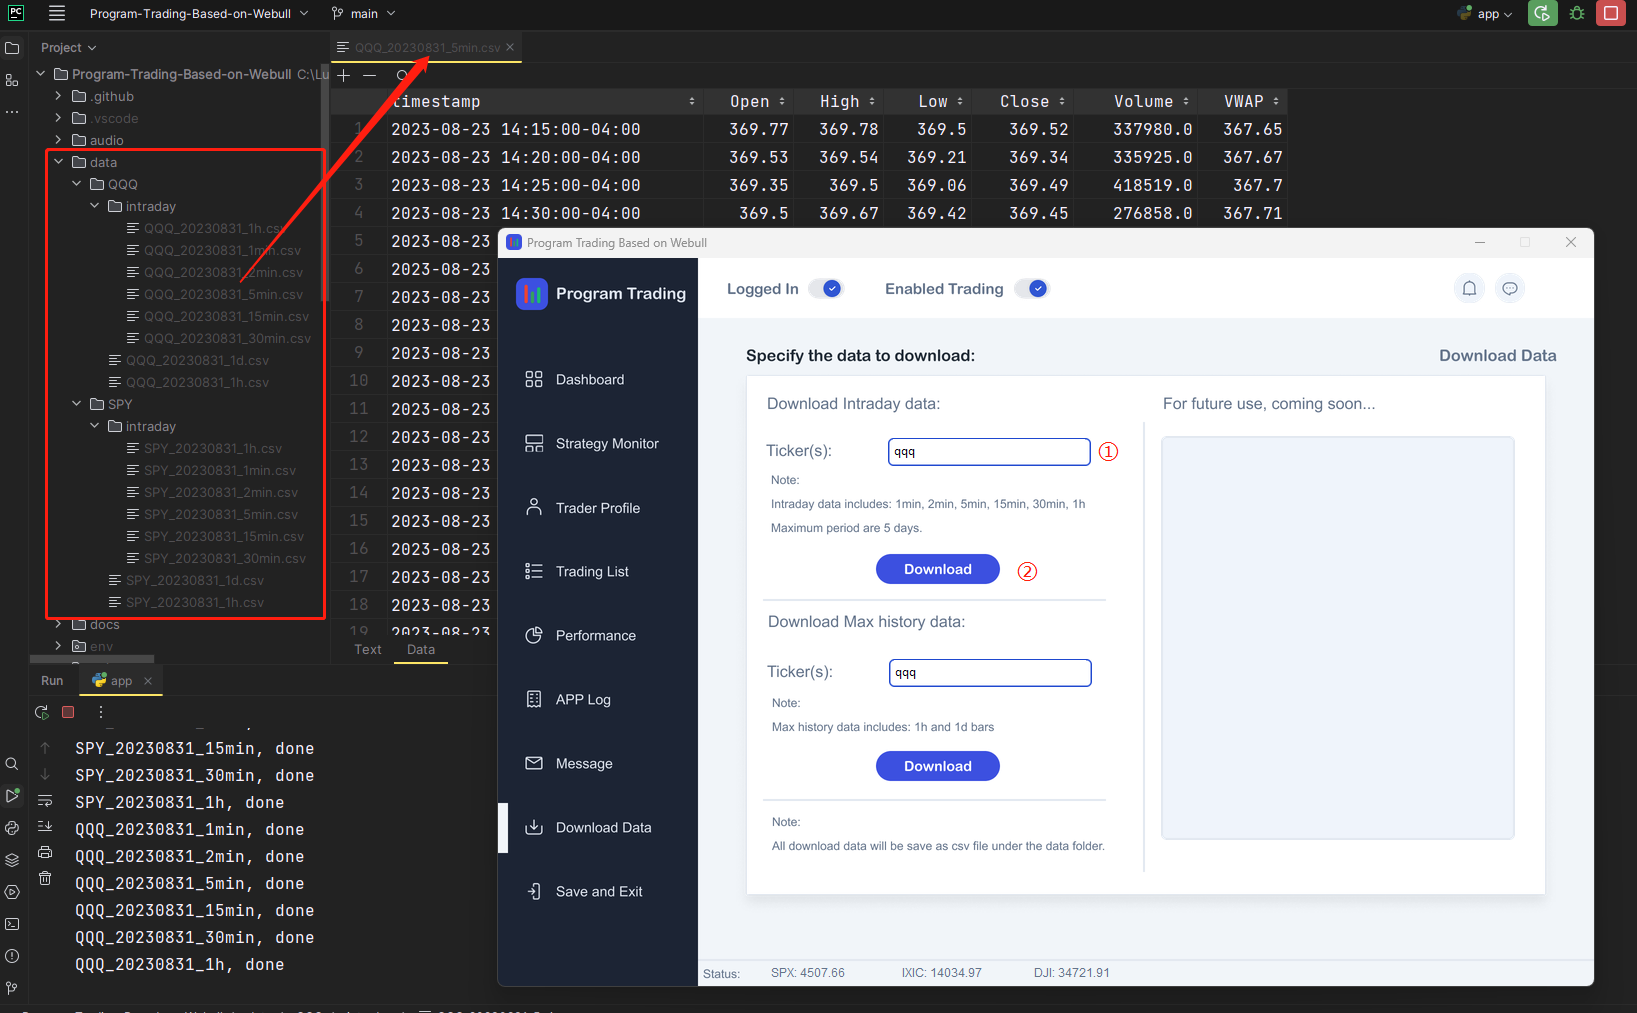 PC Program-Trading-Based-on-Webull main app
Project
QQQ_20230831_5min.csv
Program-Trading-Based-on-Webull C:\Lu
.github
.vscode
audio
data
QQQ
intraday
QQQ_20230831_1h.csv
QQQ_20230831_1min.csv
QQQ_20230831_2min.csv
QQQ_20230831_5min.csv
QQQ_20230831_15min.csv
QQQ_20230831_30min.csv
QQQ_20230831_1d.csv
QQQ_20230831_1h.csv
SPY
intraday
SPY_20230831_1h.csv
SPY_20230831_1min.csv
SPY_20230831_2min.csv
SPY_20230831_5min.csv
SPY_20230831_15min.csv
SPY_20230831_30min.csv
SPY_20230831_1d.csv
SPY_20230831_1h.csv
docs
env
timestamp Open High Low Close Volume VWAP
1 2023-08-23 14:15:00-04:00 369.77 369.78 369.5 369.52 337980.0 367.65
2 2023-08-23 14:20:00-04:00 369.53 369.54 369.21 369.34 335925.0 367.67
3 2023-08-23 14:25:00-04:00 369.35 369.5 369.06 369.49 418519.0 367.7
4 2023-08-23 14:30:00-04:00 369.5 369.67 369.42 369.45 276858.0 367.71
5 2023-08-23
6 2023-08-23
7 2023-08-23
8 2023-08-23
9 2023-08-23
10 2023-08-23
11 2023-08-23
12 2023-08-23
13 2023-08-23
14 2023-08-23
15 2023-08-23
16 2023-08-23
17 2023-08-23
18 2023-08-23
19 2023-08-23
Text Data
Run app
SPY_20230831_15min, done
SPY_20230831_30min, done
SPY_20230831_1h, done
QQQ_20230831_1min, done
QQQ_20230831_2min, done
QQQ_20230831_5min, done
QQQ_20230831_15min, done
QQQ_20230831_30min, done
QQQ_20230831_1h, done
Program Trading Based on Webull
Program Trading
Dashboard
Strategy Monitor
Trader Profile
Trading List
Performance
APP Log
Message
Download Data
Save and Exit
Logged In Enabled Trading
Specify the data to download: Download Data
Download Intraday data:
Ticker(s): qqq ①
Note:
Intraday data includes: 1min, 2min, 5min, 15min, 30min, 1h
Maximum period are 5 days.
Download ②
Download Max history data:
Ticker(s): qqq
Note:
Max history data includes: 1h and 1d bars
Download
Note:
All download data will be save as csv file under the data folder.
For future use, coming soon...
Status: SPX: 4507.66 IXIC: 14034.97 DJI: 34721.91